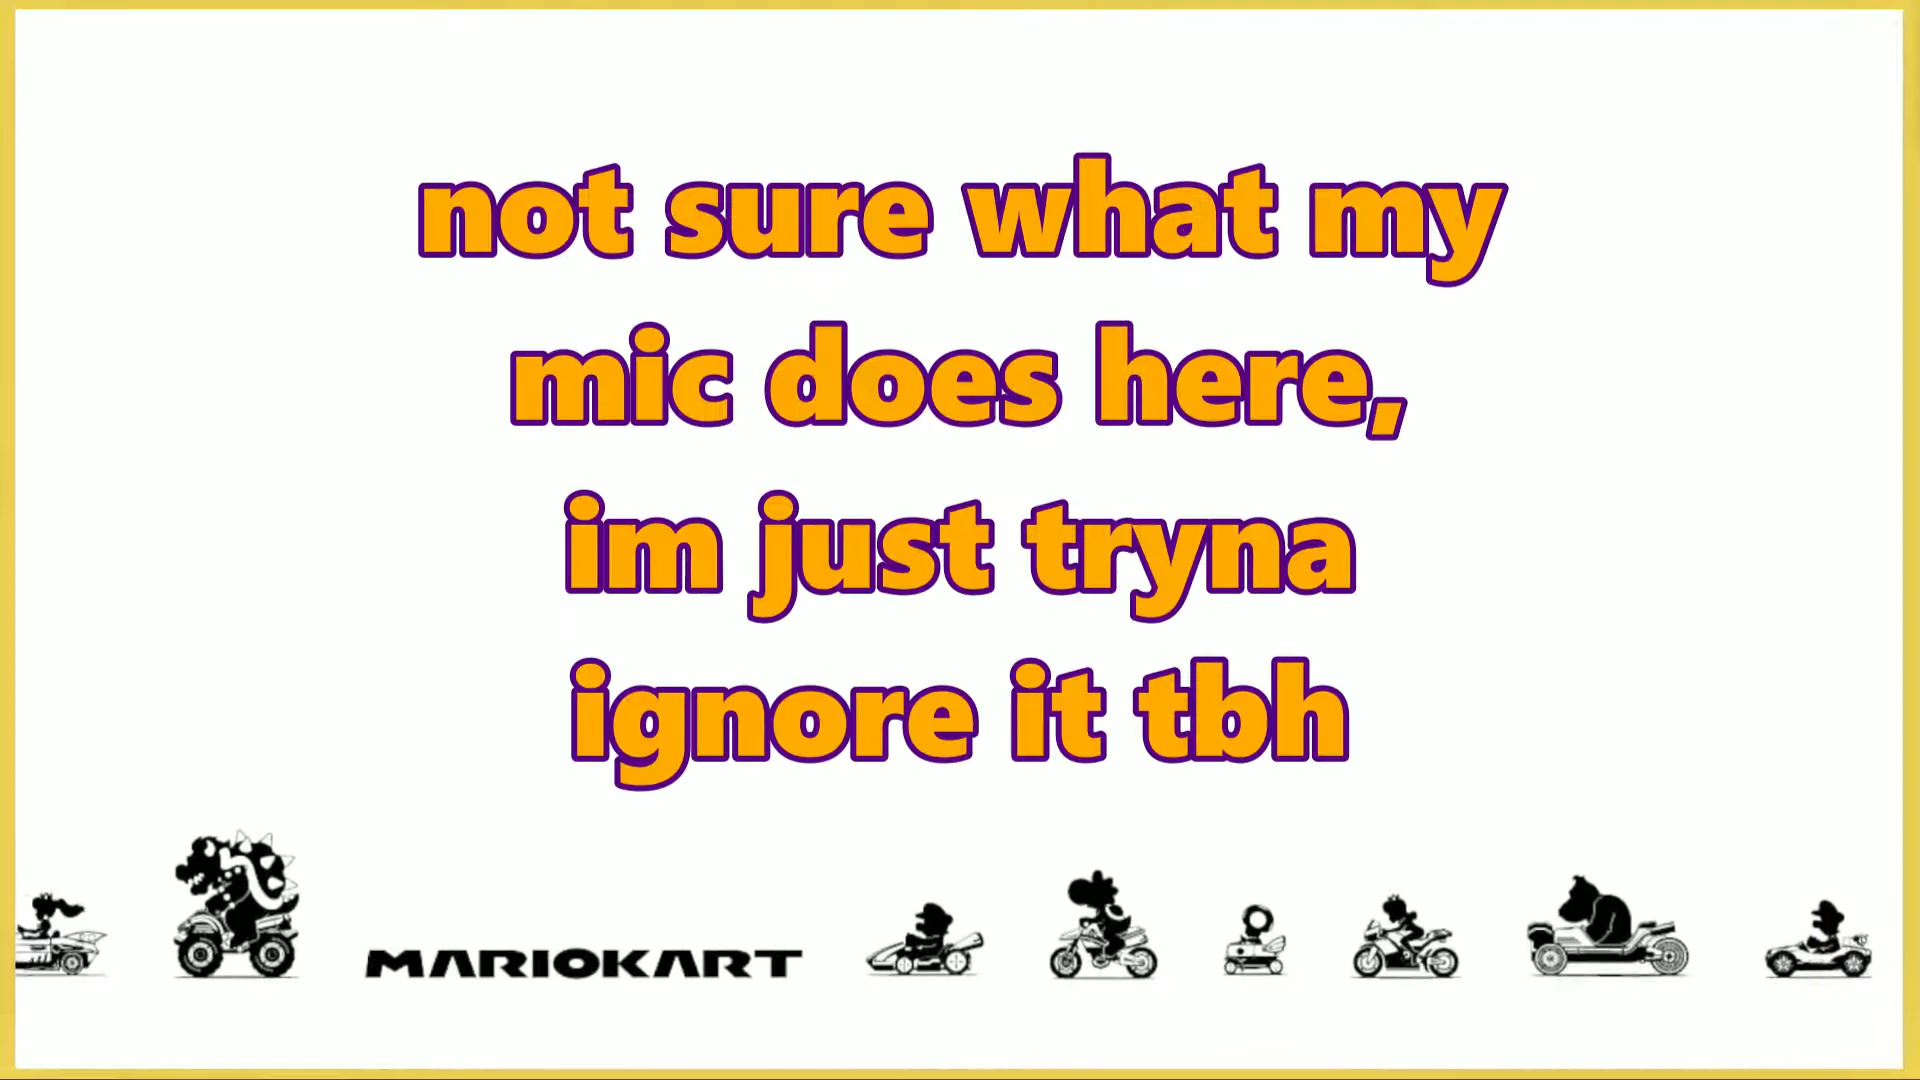 not sure what my
mic does here,
im just tryna
ignore it tbh
MARIOKART